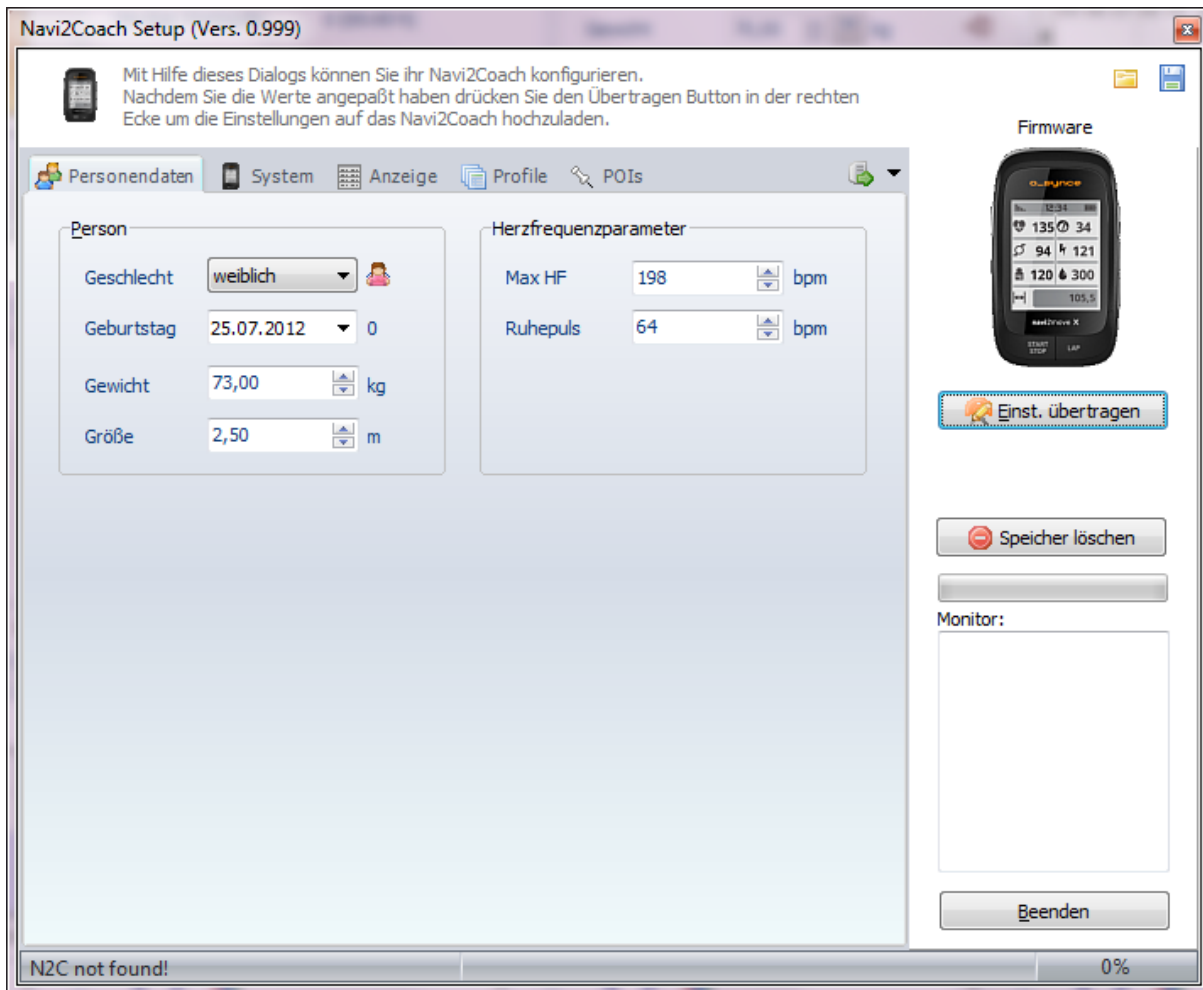 Navi2Coach Setup (Vers. 0.999)
Mit Hilfe dieses Dialogs können Sie ihr Navi2Coach konfigurieren.
Nachdem Sie die Werte angepaßt haben drücken Sie den Übertragen Button in der rechten
Ecke um die Einstellungen auf das Navi2Coach hochzuladen.
Personendaten System Anzeige Profile POIs
Person
Geschlecht weiblich
Geburtstag 25.07.2012 0
Gewicht 73,00 kg
Größe 2,50 m
Herzfrequenzparameter
Max HF 198 bpm
Ruhepuls 64 bpm
Firmware
12:34
135 34
94 121
120 300
105,5
START LAP
STOP
Einst. übertragen
Speicher löschen
Monitor:
Beenden
N2C not found! 0%